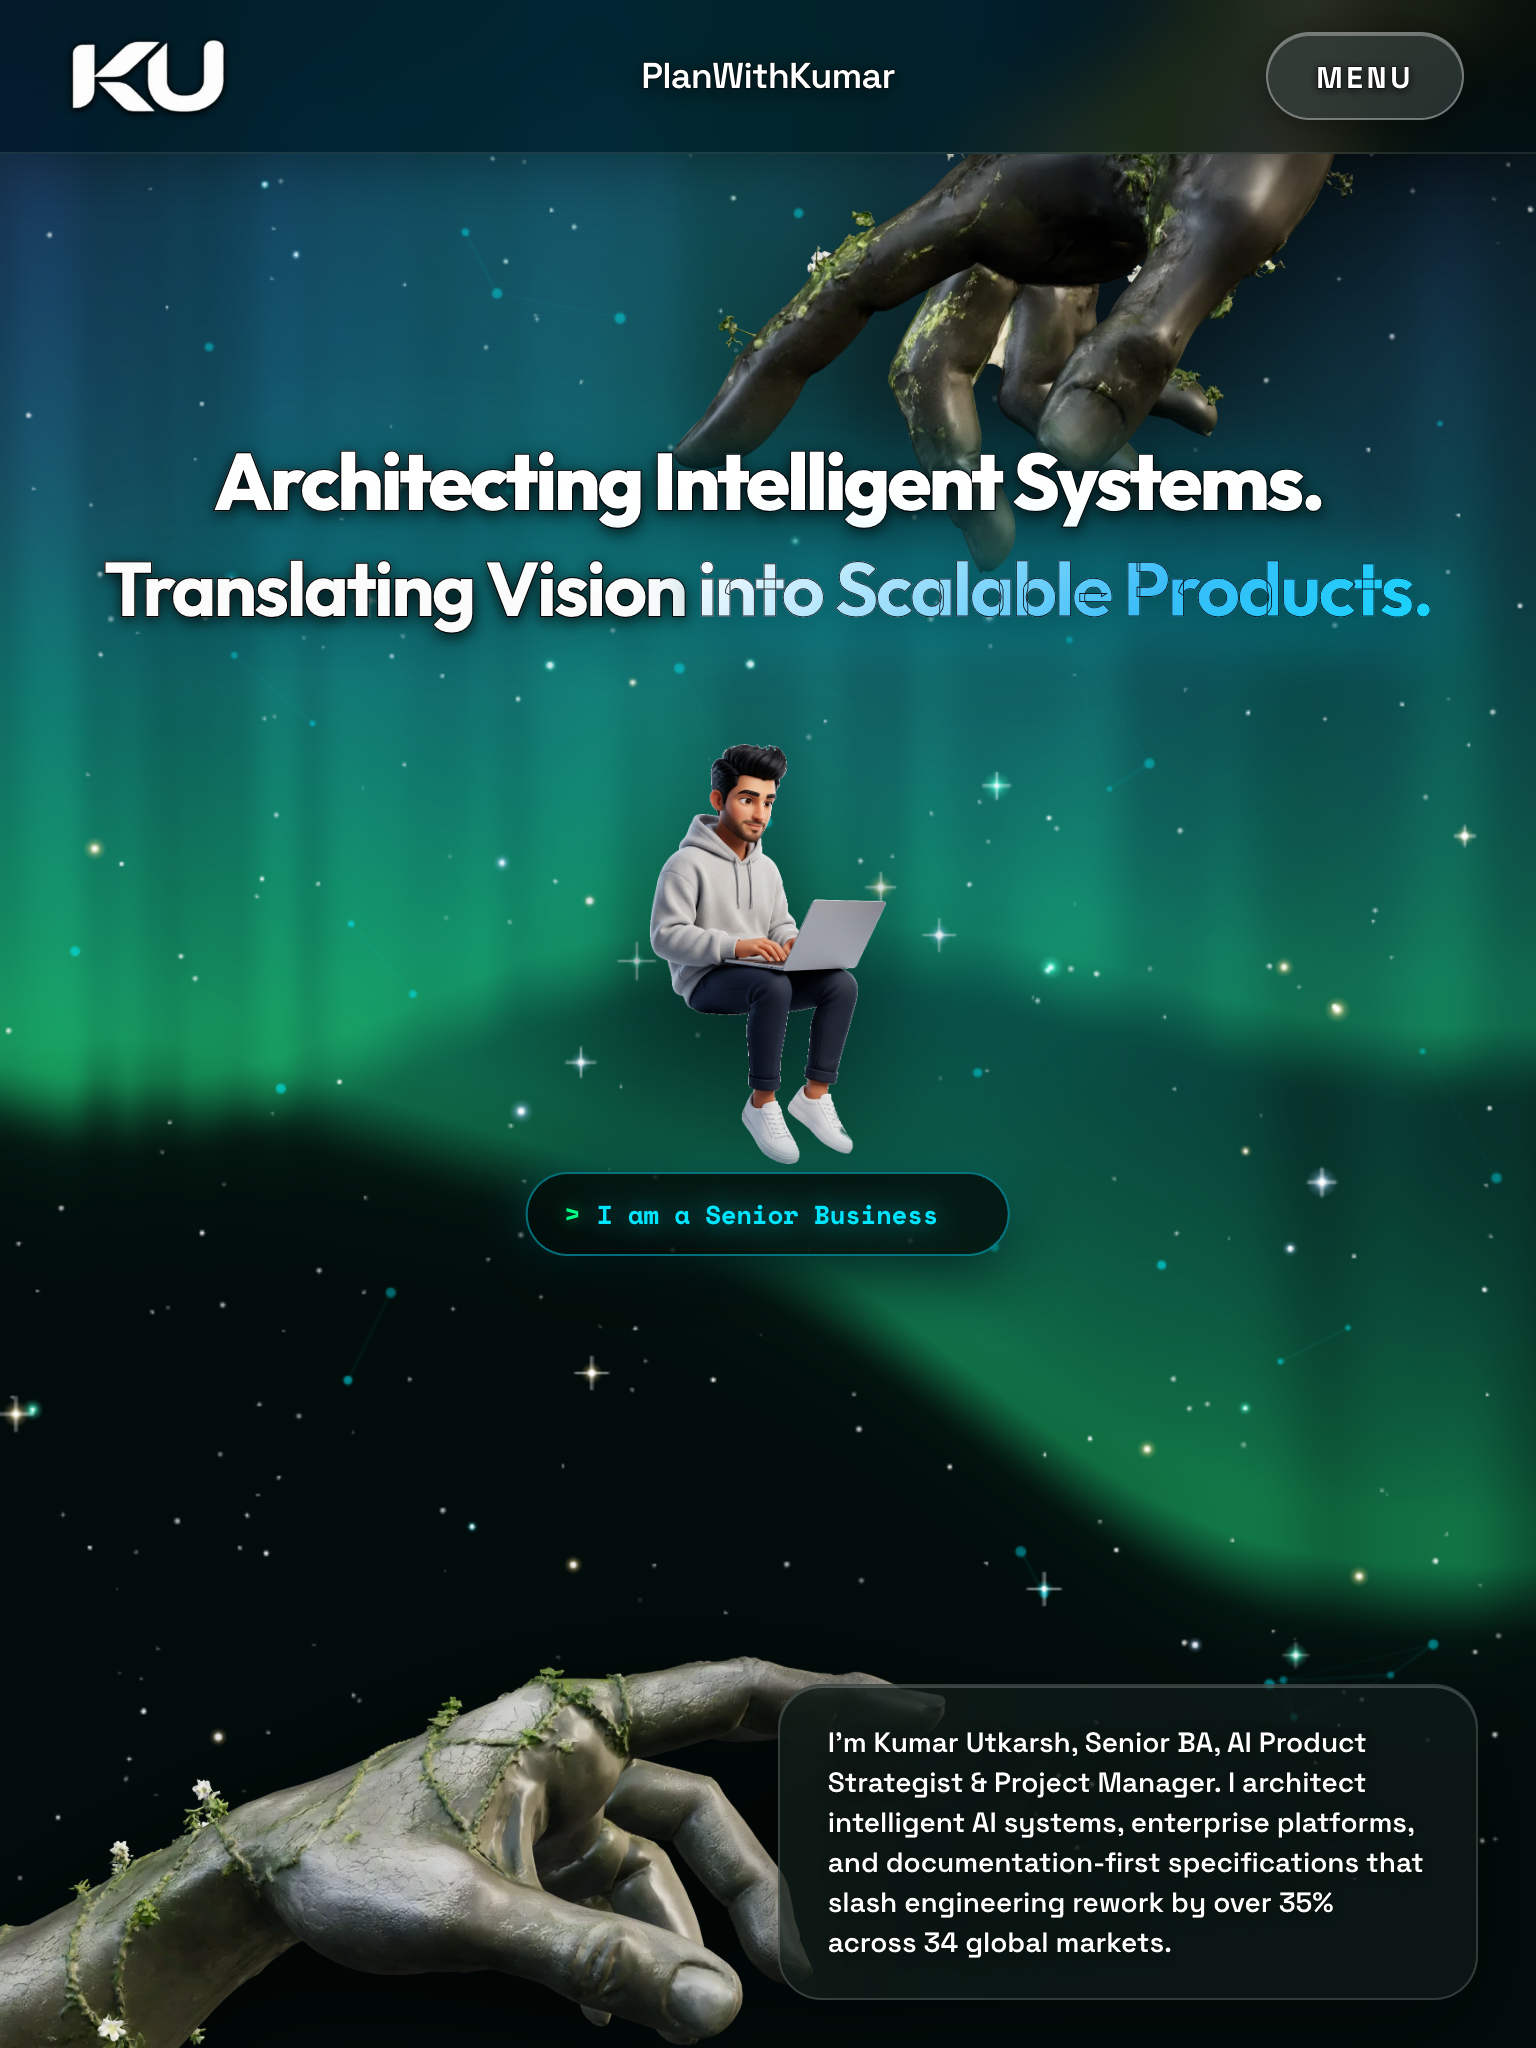 KU
PlanWithKumar
MENU
Architecting Intelligent Systems.
Translating Vision into Scalable Products.
> I am a Senior Business
I'm Kumar Utkarsh, Senior BA, AI Product
Strategist & Project Manager. I architect
intelligent AI systems, enterprise platforms,
and documentation-first specifications that
slash engineering rework by over 35%
across 34 global markets.